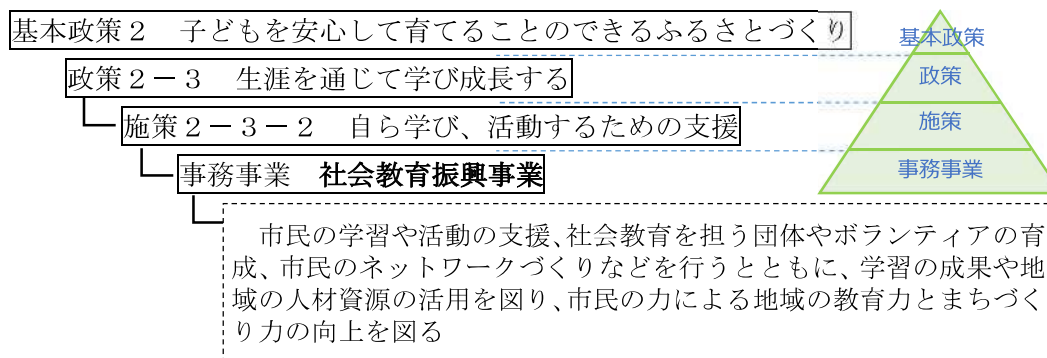 基本政策２　子どもを安心して育てることのできるふるさとづくり
政策２－３　生涯を通じて学び成長する
施策２－３－２　自ら学び、活動するための支援
事務事業　社会教育振興事業
市民の学習や活動の支援、社会教育を担う団体やボランティアの育
成、市民のネットワークづくりなどを行うとともに、学習の成果や地
域の人材資源の活用を図り、市民の力による地域の教育力とまちづく
り力の向上を図る
基本政策
政策
施策
事務事業